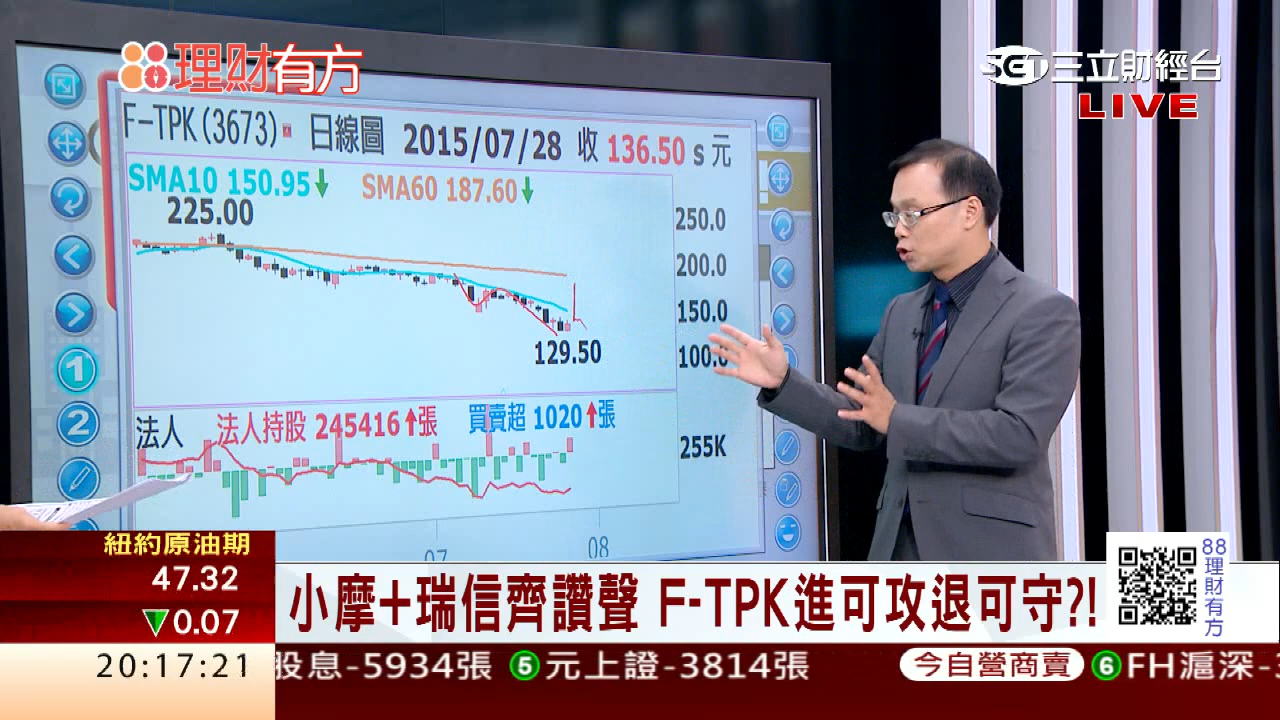 88理財有方
三立財經台
LIVE
F-TPK(3673) 日線圖 2015/07/28 收 136.50 s 元
SMA10 150.95↓ SMA60 187.60↓
225.00
250.0
200.0
150.0
100.0
129.50
法人 法人持股 245416↑張 買賣超 1020↑張
255K
07 08
1
2
紐約原油期
47.32
▼0.07
小摩+瑞信齊讚聲 F-TPK進可攻退可守?!
88理財有方
20:17:21
股息-5934張 5元上證-3814張 今自營商賣 6FH滬深-